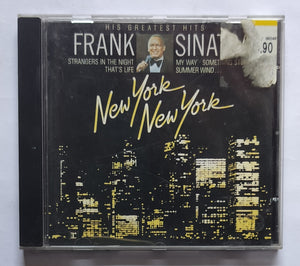 HIS GREATEST HITS
FRANK SINAT
STRANGERS IN THE NIGHT MY WAY SOMETHING
THAT'S LIFE SUMMER WIND...
New York
New York
.90